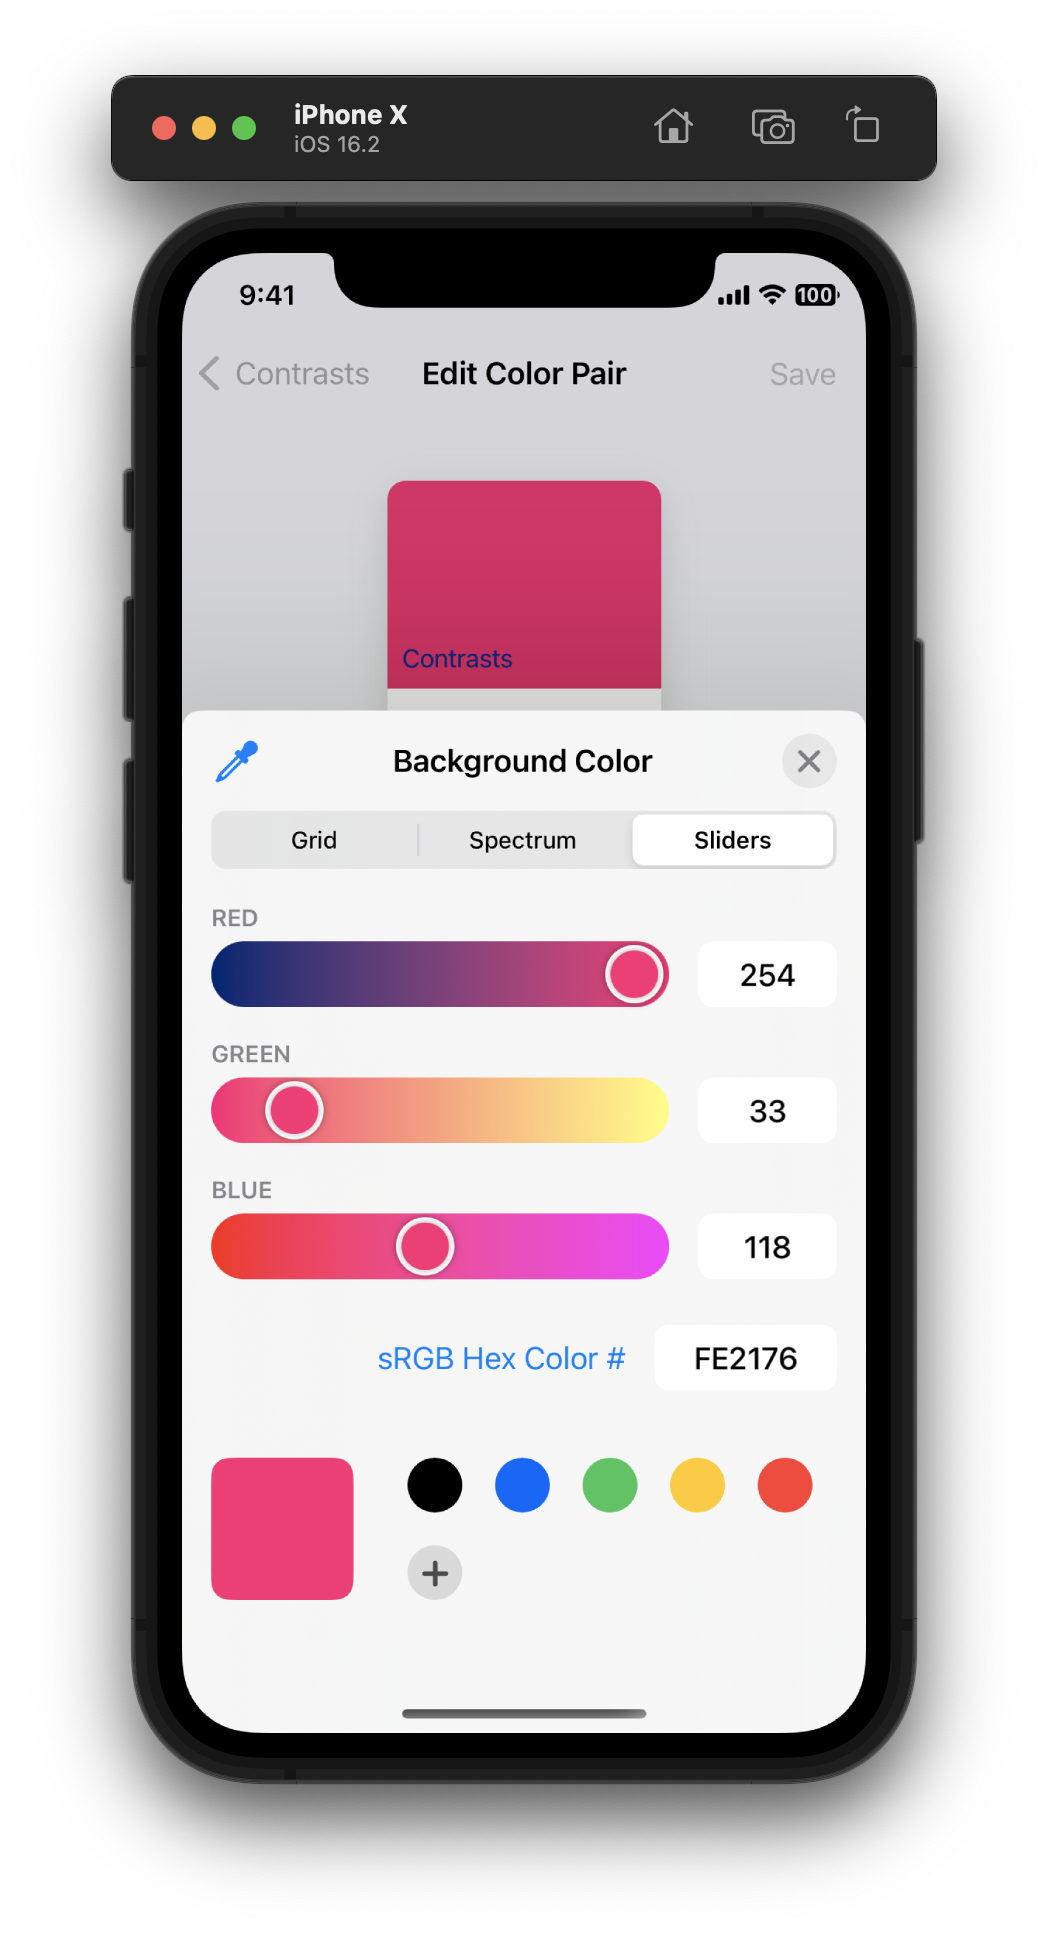 iPhone X
iOS 16.2
9:41
100
Contrasts
Edit Color Pair
Save
Contrasts
Background Color
Grid
Spectrum
Sliders
RED
254
GREEN
33
BLUE
118
sRGB Hex Color #
FE2176